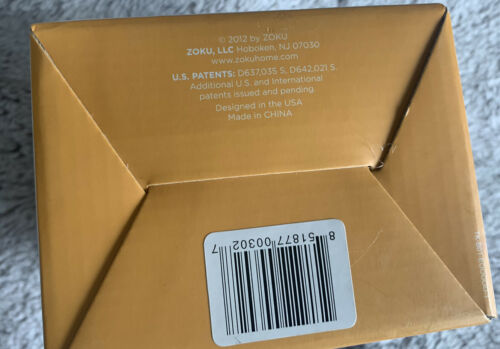 © 2012 by ZOKU
ZOKU, LLC Hoboken, NJ 07030
www.zokuhome.com
U.S. PATENTS: D637,035 S, D642,021 S.
Additional U.S. and International
patents issued and pending.
Designed in the USA
Made in CHINA
8 51877 00302 7